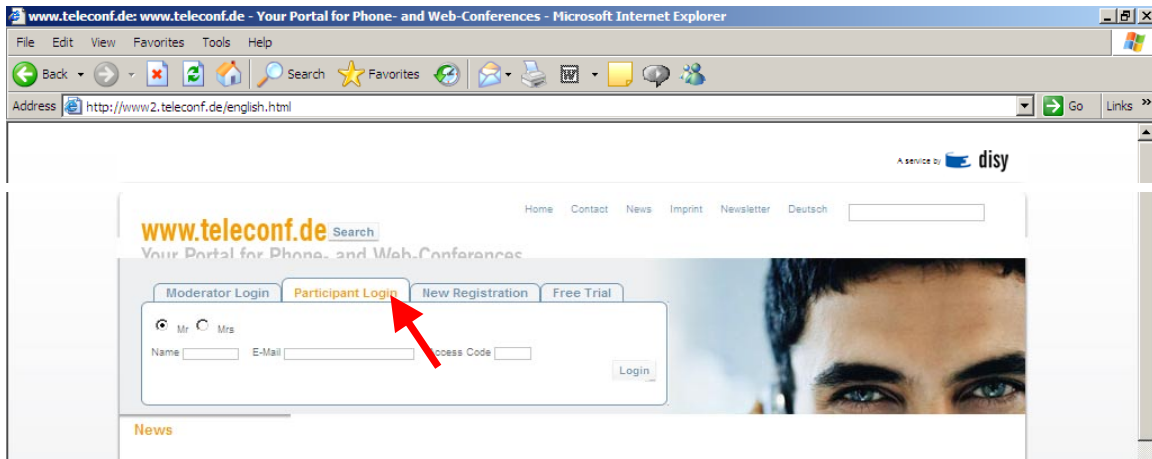 www.teleconf.de: www.teleconf.de - Your Portal for Phone- and Web-Conferences - Microsoft Internet Explorer
File Edit View Favorites Tools Help
Back Search Favorites
Address http://www2.teleconf.de/english.html Go Links »
A service by disy
Home Contact News Imprint Newsletter Deutsch
www.teleconf.de Search
Your Portal for Phone- and Web-Conferences
Moderator Login Participant Login New Registration Free Trial
Mr Mrs
Name E-Mail Access Code
Login
News